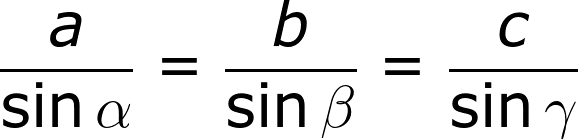 a/sin α = b/sin β = c/sin γ